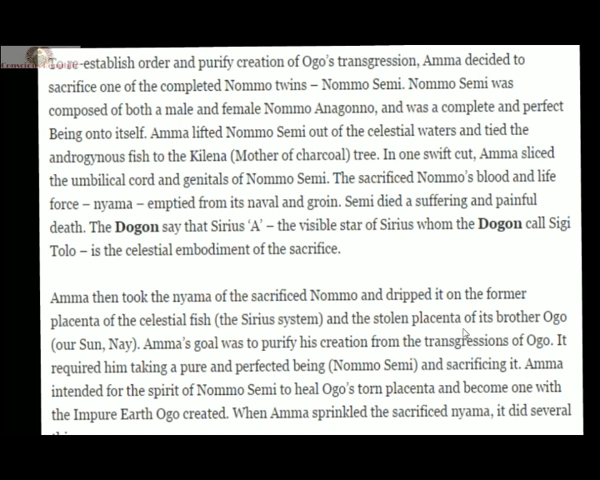 To re-establish order and purify creation of Ogo's transgression, Amma decided to
sacrifice one of the completed Nommo twins – Nommo Semi. Nommo Semi was
composed of both a male and female Nommo Anagonno, and was a complete and perfect
Being onto itself. Amma lifted Nommo Semi out of the celestial waters and tied the
androgynous fish to the Kilena (Mother of charcoal) tree. In one swift cut, Amma sliced
the umbilical cord and genitals of Nommo Semi. The sacrificed Nommo's blood and life
force – nyama – emptied from its naval and groin. Semi died a suffering and painful
death. The Dogon say that Sirius 'A' – the visible star of Sirius whom the Dogon call Sigi
Tolo – is the celestial embodiment of the sacrifice.
Amma then took the nyama of the sacrificed Nommo and dripped it on the former
placenta of the celestial fish (the Sirius system) and the stolen placenta of its brother Ogo
(our Sun, Nay). Amma's goal was to purify his creation from the transgressions of Ogo. It
required him taking a pure and perfected being (Nommo Semi) and sacrificing it. Amma
intended for the spirit of Nommo Semi to heal Ogo's torn placenta and become one with
the Impure Earth Ogo created. When Amma sprinkled the sacrificed nyama, it did several